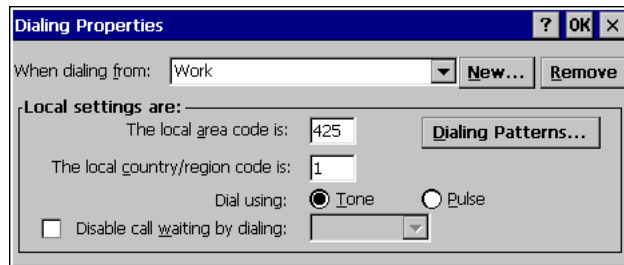 Dialing Properties ? OK ×
When dialing from: Work New... Remove
Local settings are:
The local area code is: 425 Dialing Patterns...
The local country/region code is: 1
Dial using: Tone Pulse
Disable call waiting by dialing: